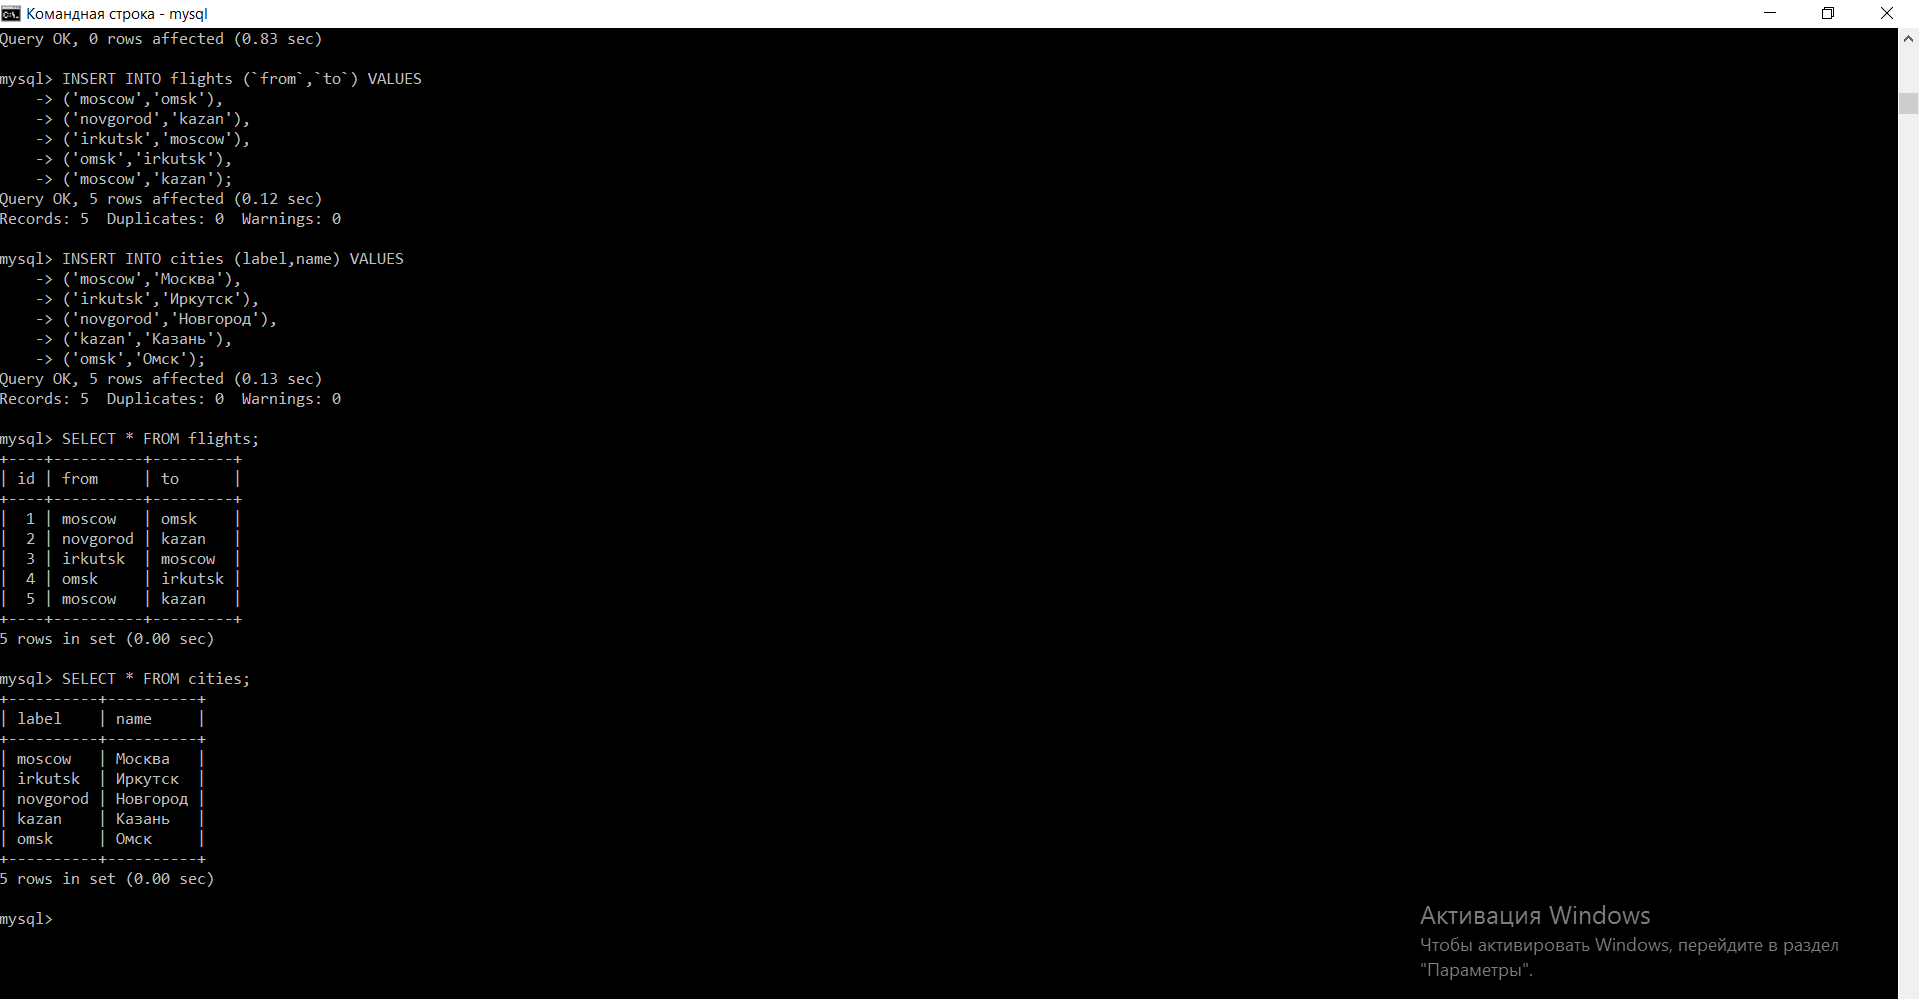 Командная строка - mysql
Query OK, 0 rows affected (0.83 sec)
mysql> INSERT INTO flights (`from`,`to`) VALUES
    -> ('moscow','omsk'),
    -> ('novgorod','kazan'),
    -> ('irkutsk','moscow'),
    -> ('omsk','irkutsk'),
    -> ('moscow','kazan');
Query OK, 5 rows affected (0.12 sec)
Records: 5  Duplicates: 0  Warnings: 0
mysql> INSERT INTO cities (label,name) VALUES
    -> ('moscow','Москва'),
    -> ('irkutsk','Иркутск'),
    -> ('novgorod','Новгород'),
    -> ('kazan','Казань'),
    -> ('omsk','Омск');
Query OK, 5 rows affected (0.13 sec)
Records: 5  Duplicates: 0  Warnings: 0
mysql> SELECT * FROM flights;
+----+----------+---------+
| id | from     | to      |
+----+----------+---------+
|  1 | moscow   | omsk    |
|  2 | novgorod | kazan   |
|  3 | irkutsk  | moscow  |
|  4 | omsk     | irkutsk |
|  5 | moscow   | kazan   |
+----+----------+---------+
5 rows in set (0.00 sec)
mysql> SELECT * FROM cities;
+----------+----------+
| label    | name     |
+----------+----------+
| moscow   | Москва   |
| irkutsk  | Иркутск  |
| novgorod | Новгород |
| kazan    | Казань   |
| omsk     | Омск     |
+----------+----------+
5 rows in set (0.00 sec)
mysql>
Активация Windows
Чтобы активировать Windows, перейдите в раздел
"Параметры".